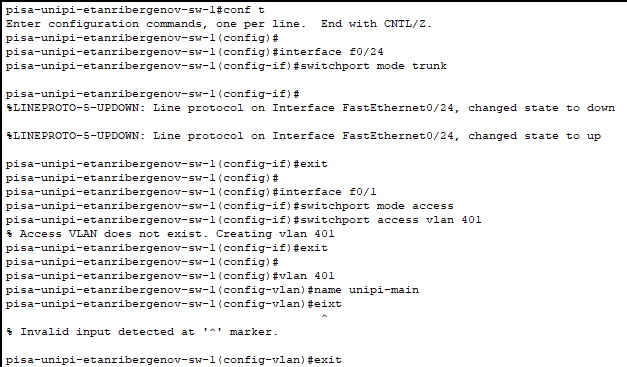 pisa-unipi-etanribergenov-sw-1#conf t
Enter configuration commands, one per line.  End with CNTL/Z.
pisa-unipi-etanribergenov-sw-1(config)#
pisa-unipi-etanribergenov-sw-1(config)#interface f0/24
pisa-unipi-etanribergenov-sw-1(config-if)#switchport mode trunk

pisa-unipi-etanribergenov-sw-1(config-if)#
%LINEPROTO-5-UPDOWN: Line protocol on Interface FastEthernet0/24, changed state to down

%LINEPROTO-5-UPDOWN: Line protocol on Interface FastEthernet0/24, changed state to up

pisa-unipi-etanribergenov-sw-1(config-if)#exit
pisa-unipi-etanribergenov-sw-1(config)#
pisa-unipi-etanribergenov-sw-1(config)#interface f0/1
pisa-unipi-etanribergenov-sw-1(config-if)#switchport mode access
pisa-unipi-etanribergenov-sw-1(config-if)#switchport access vlan 401
% Access VLAN does not exist. Creating vlan 401
pisa-unipi-etanribergenov-sw-1(config-if)#exit
pisa-unipi-etanribergenov-sw-1(config)#
pisa-unipi-etanribergenov-sw-1(config)#vlan 401
pisa-unipi-etanribergenov-sw-1(config-vlan)#name unipi-main
pisa-unipi-etanribergenov-sw-1(config-vlan)#eixt
                                             ^
% Invalid input detected at '^' marker.

pisa-unipi-etanribergenov-sw-1(config-vlan)#exit